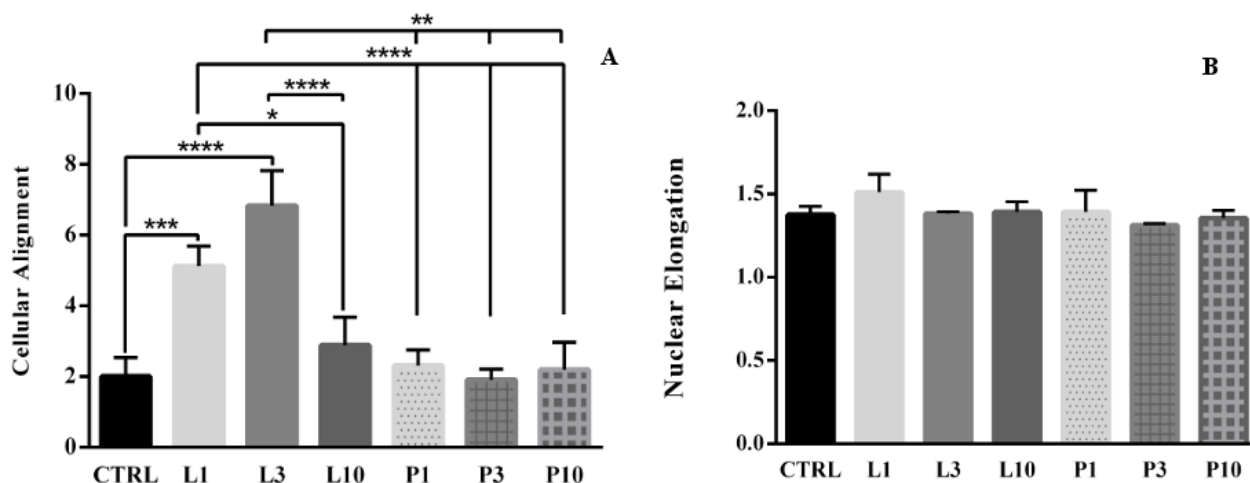 **
****
A
****
*
****
***
Cellular Alignment
10
8
6
4
2
0
CTRL L1 L3 L10 P1 P3 P10
B
Nuclear Elongation
2.0
1.5
1.0
0.5
0.0
CTRL L1 L3 L10 P1 P3 P10